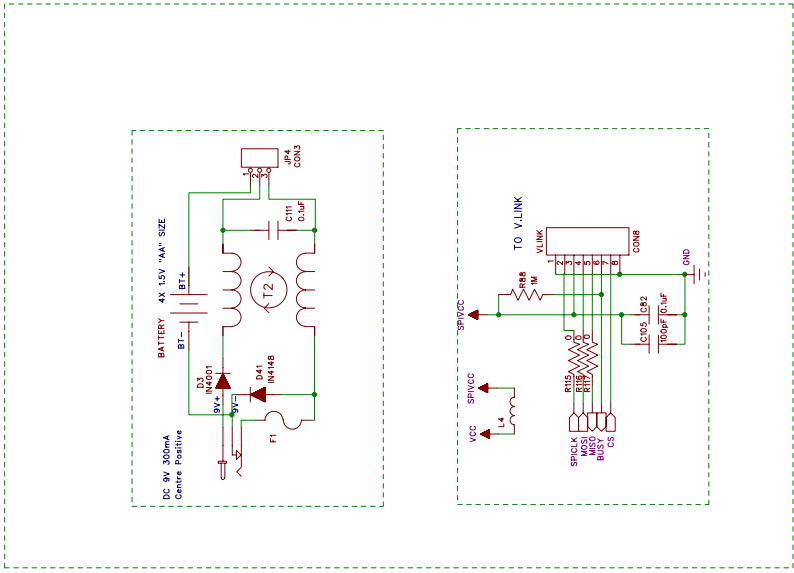 JP4
CON3
1
2
3
C111
0.1uF
4X 1.5V "AA" SIZE
BT+
T2
BATTERY
BT-
D3
IN4001
D41
IN4148
9V+
9V-
F1
DC 9V 300mA
Centre Positive
TO V.LINK
VLINK
CON8
1
2
3
4
5
6
7
8
GND
R88
1M
SPIVCC
C82
0.1uF
C105
100pF
R115
0
R116
0
R117
0
SPIVCC
L4
VCC
SPICLK
MOSI
MISO
BUSY
CS